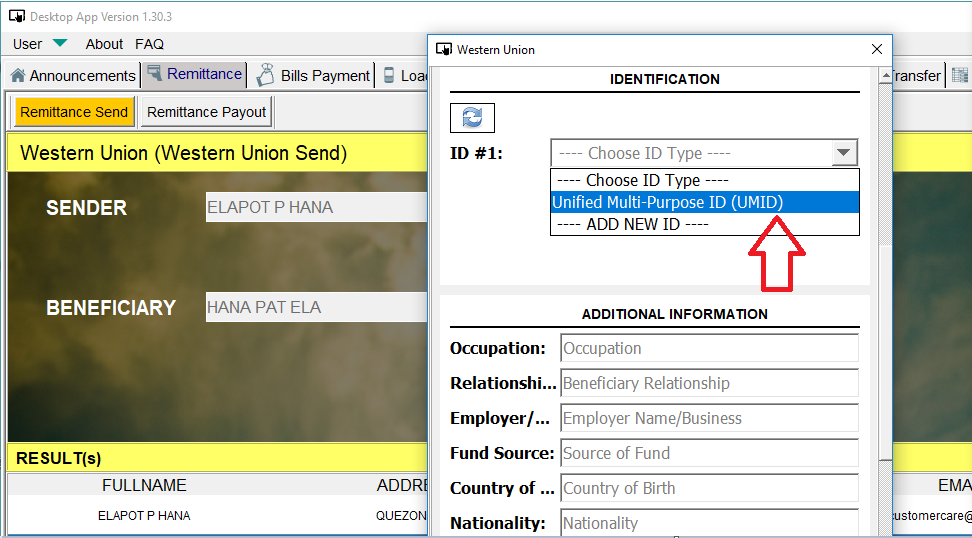 Desktop App Version 1.30.3
User About FAQ
Announcements Remittance Bills Payment Loa ransfer
Remittance Send Remittance Payout
Western Union (Western Union Send)
SENDER ELAPOT P HANA
BENEFICIARY HANA PAT ELA
RESULT(s)
FULLNAME ADDRE EMA
ELAPOT P HANA QUEZON ustomercare@
Western Union
IDENTIFICATION
ID #1: ---- Choose ID Type ----
---- Choose ID Type ----
Unified Multi-Purpose ID (UMID)
---- ADD NEW ID ----
ADDITIONAL INFORMATION
Occupation: Occupation
Relationshi... Beneficiary Relationship
Employer/... Employer Name/Business
Fund Source: Source of Fund
Country of ... Country of Birth
Nationality: Nationality